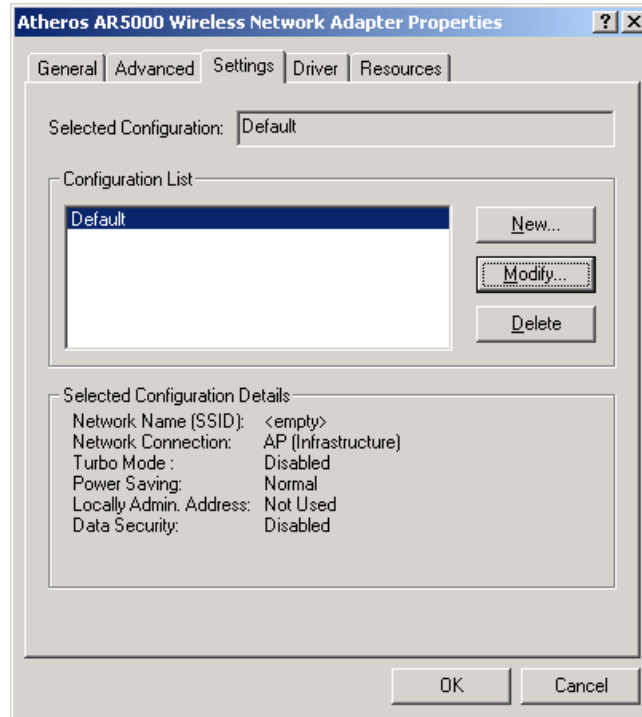 Atheros AR5000 Wireless Network Adapter Properties
General Advanced Settings Driver Resources
Selected Configuration: Default
Configuration List
Default
New...
Modify...
Delete
Selected Configuration Details
Network Name (SSID): <empty>
Network Connection: AP (Infrastructure)
Turbo Mode : Disabled
Power Saving: Normal
Locally Admin. Address: Not Used
Data Security: Disabled
OK Cancel